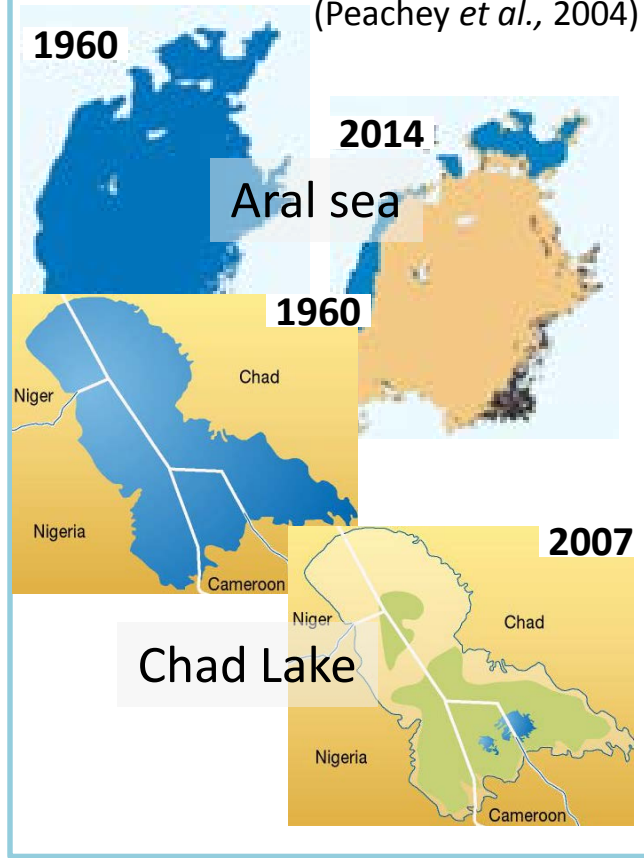 (Peachey et al., 2004)
1960
2014
Aral sea
1960
Chad
Niger
Nigeria
Cameroon
2007
Niger
Chad
Chad Lake
Nigeria
Cameroon